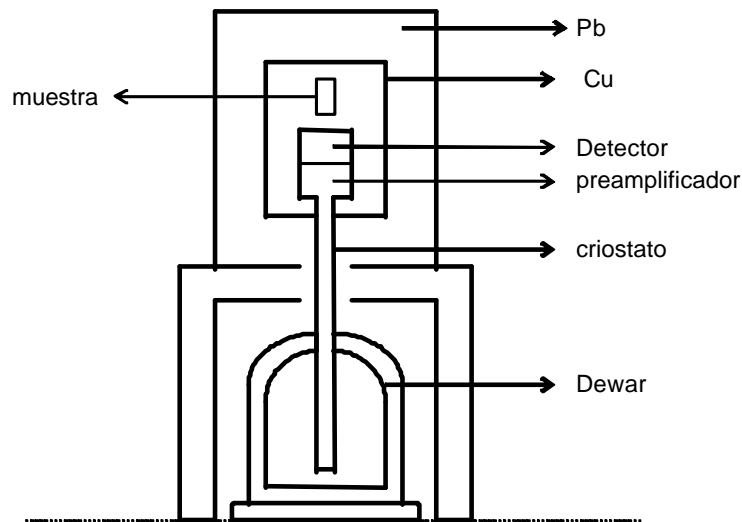 Pb
Cu
muestra
Detector
preamplificador
criostato
Dewar